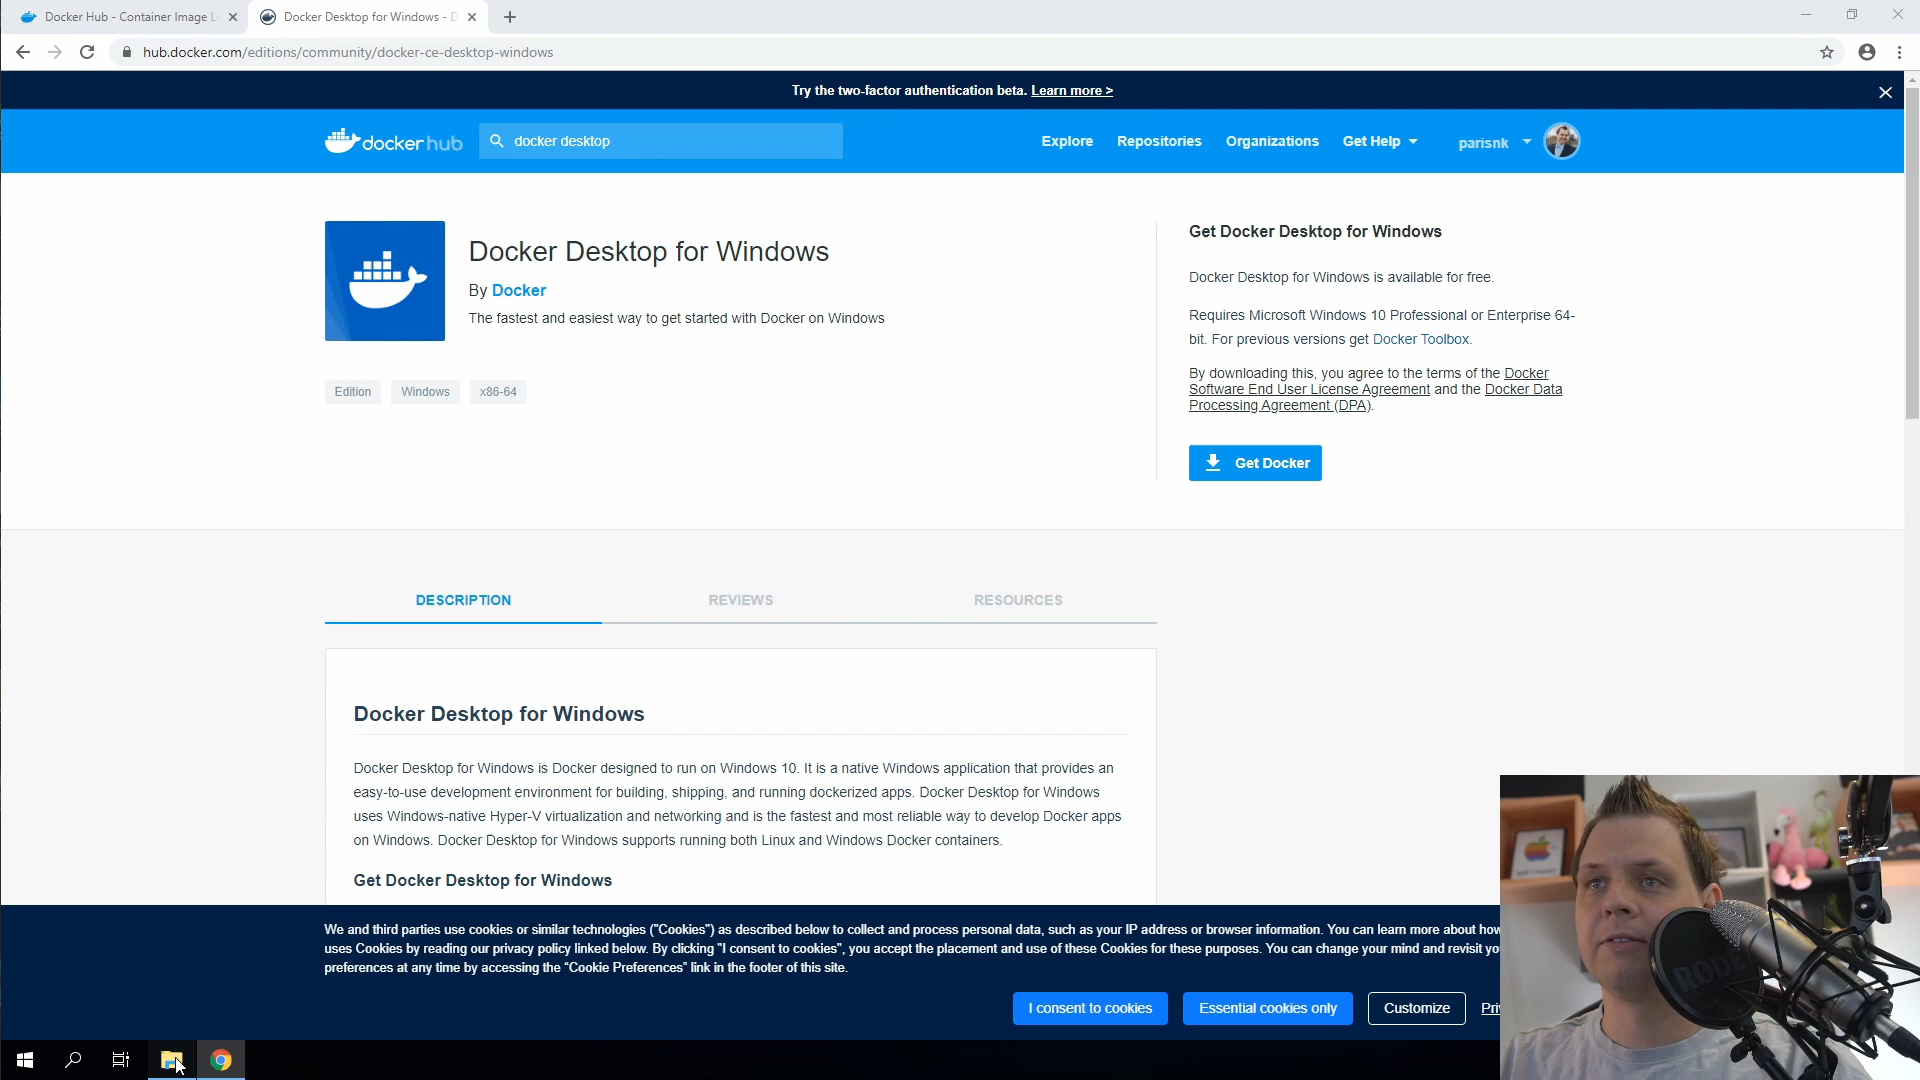 Docker Hub - Container Image L
Docker Desktop for Windows - D
hub.docker.com/editions/community/docker-ce-desktop-windows
Try the two-factor authentication beta. Learn more >
docker hub
docker desktop
Explore
Repositories
Organizations
Get Help
parisnk
Docker Desktop for Windows
By Docker
The fastest and easiest way to get started with Docker on Windows
Edition
Windows
x86-64
Get Docker Desktop for Windows
Docker Desktop for Windows is available for free.
Requires Microsoft Windows 10 Professional or Enterprise 64-
bit. For previous versions get Docker Toolbox.
By downloading this, you agree to the terms of the Docker
Software End User License Agreement and the Docker Data
Processing Agreement (DPA).
Get Docker
DESCRIPTION
REVIEWS
RESOURCES
Docker Desktop for Windows
Docker Desktop for Windows is Docker designed to run on Windows 10. It is a native Windows application that provides an
easy-to-use development environment for building, shipping, and running dockerized apps. Docker Desktop for Windows
uses Windows-native Hyper-V virtualization and networking and is the fastest and most reliable way to develop Docker apps
on Windows. Docker Desktop for Windows supports running both Linux and Windows Docker containers.
Get Docker Desktop for Windows
We and third parties use cookies or similar technologies ("Cookies") as described below to collect and process personal data, such as your IP address or browser information. You can learn more about how
uses Cookies by reading our privacy policy linked below. By clicking "I consent to cookies", you accept the placement and use of these Cookies for these purposes. You can change your mind and revisit yo
preferences at any time by accessing the "Cookie Preferences" link in the footer of this site.
I consent to cookies
Essential cookies only
Customize
Pri
RØDE